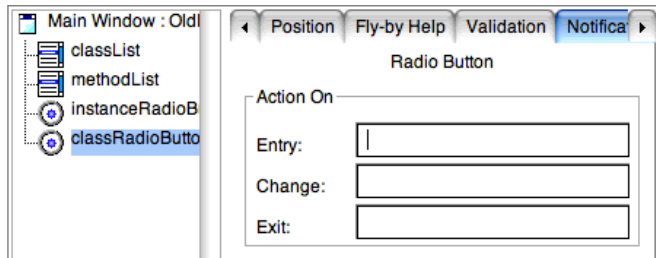 Main Window : Oldl
classList
methodList
instanceRadioB
classRadioButto
Position Fly-by Help Validation Notificat
Radio Button
Action On
Entry:
Change:
Exit: